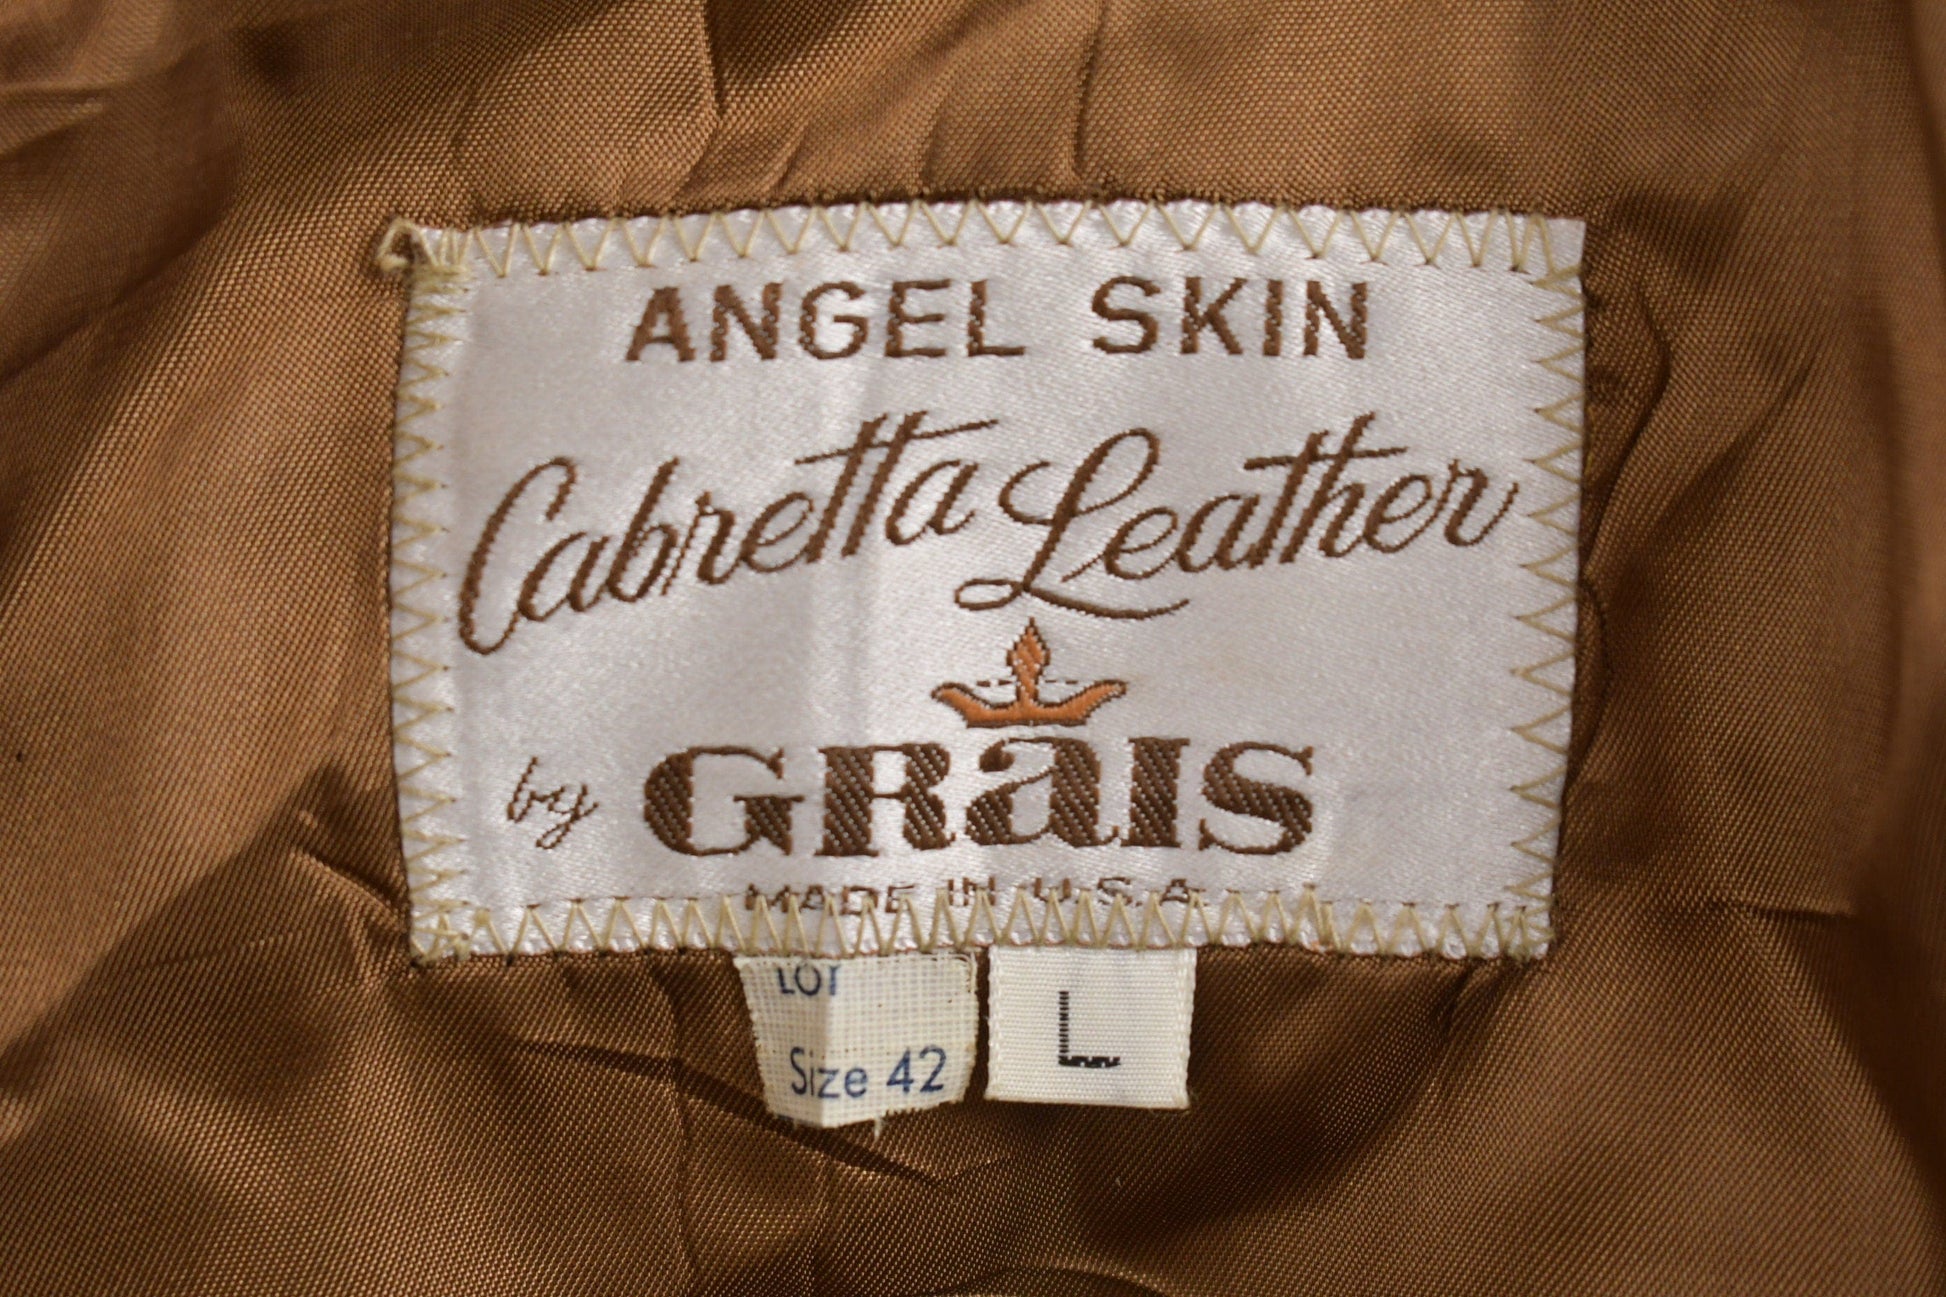 ANGEL SKIN
Cabretta Leather
by GRaIS
MADE IN U.S.A.
LOT
Size 42
L